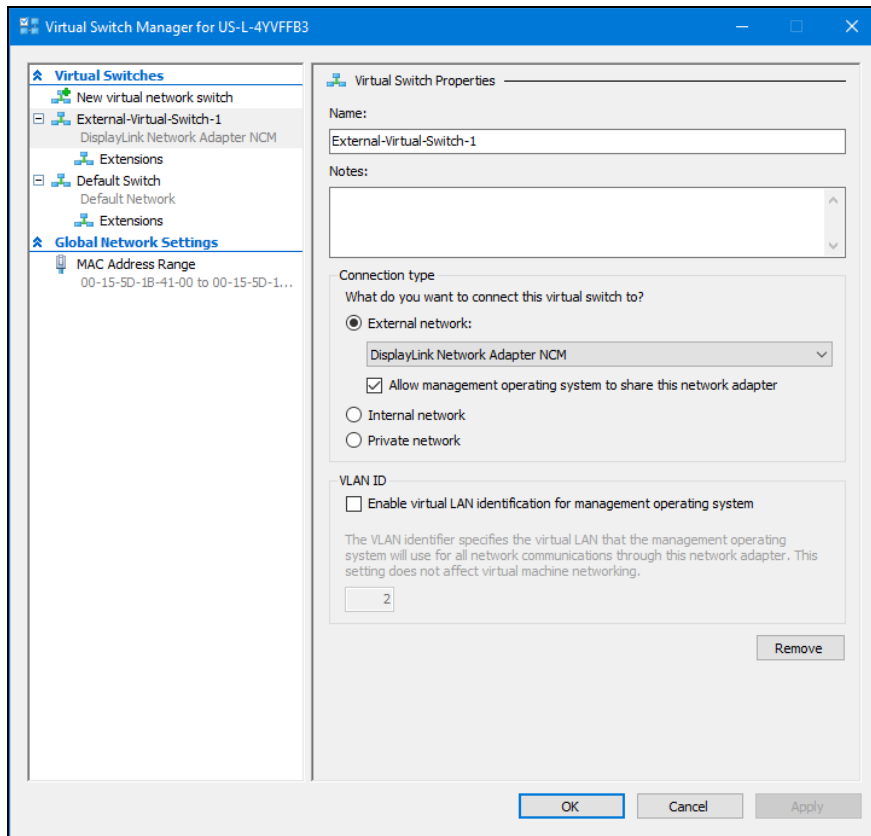 Virtual Switch Manager for US-L-4YVFFB3
Virtual Switches
New virtual network switch
External-Virtual-Switch-1
DisplayLink Network Adapter NCM
Extensions
Default Switch
Default Network
Extensions
Global Network Settings
MAC Address Range
00-15-5D-1B-41-00 to 00-15-5D-1...
Virtual Switch Properties
Name:
External-Virtual-Switch-1
Notes:
Connection type
What do you want to connect this virtual switch to?
External network:
DisplayLink Network Adapter NCM
Allow management operating system to share this network adapter
Internal network
Private network
VLAN ID
Enable virtual LAN identification for management operating system
The VLAN identifier specifies the virtual LAN that the management operating
system will use for all network communications through this network adapter. This
setting does not affect virtual machine networking.
2
Remove
OK
Cancel
Apply